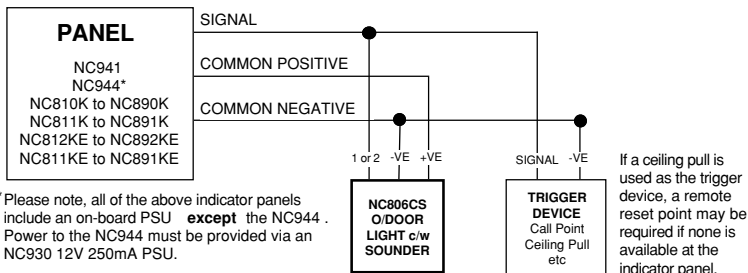 PANEL
NC941
NC944*
NC810K to NC890K
NC811K to NC891K
NC812KE to NC892KE
NC811KE to NC891KE
SIGNAL
COMMON POSITIVE
COMMON NEGATIVE
1 or 2 -VE +VE
SIGNAL -VE
NC806CS
O/DOOR
LIGHT c/w
SOUNDER
TRIGGER
DEVICE
Call Point
Ceiling Pull
etc
If a ceiling pull is
used as the trigger
device, a remote
reset point may be
required if none is
available at the
indicator panel.
*Please note, all of the above indicator panels
include an on-board PSU except the NC944 .
Power to the NC944 must be provided via an
NC930 12V 250mA PSU.